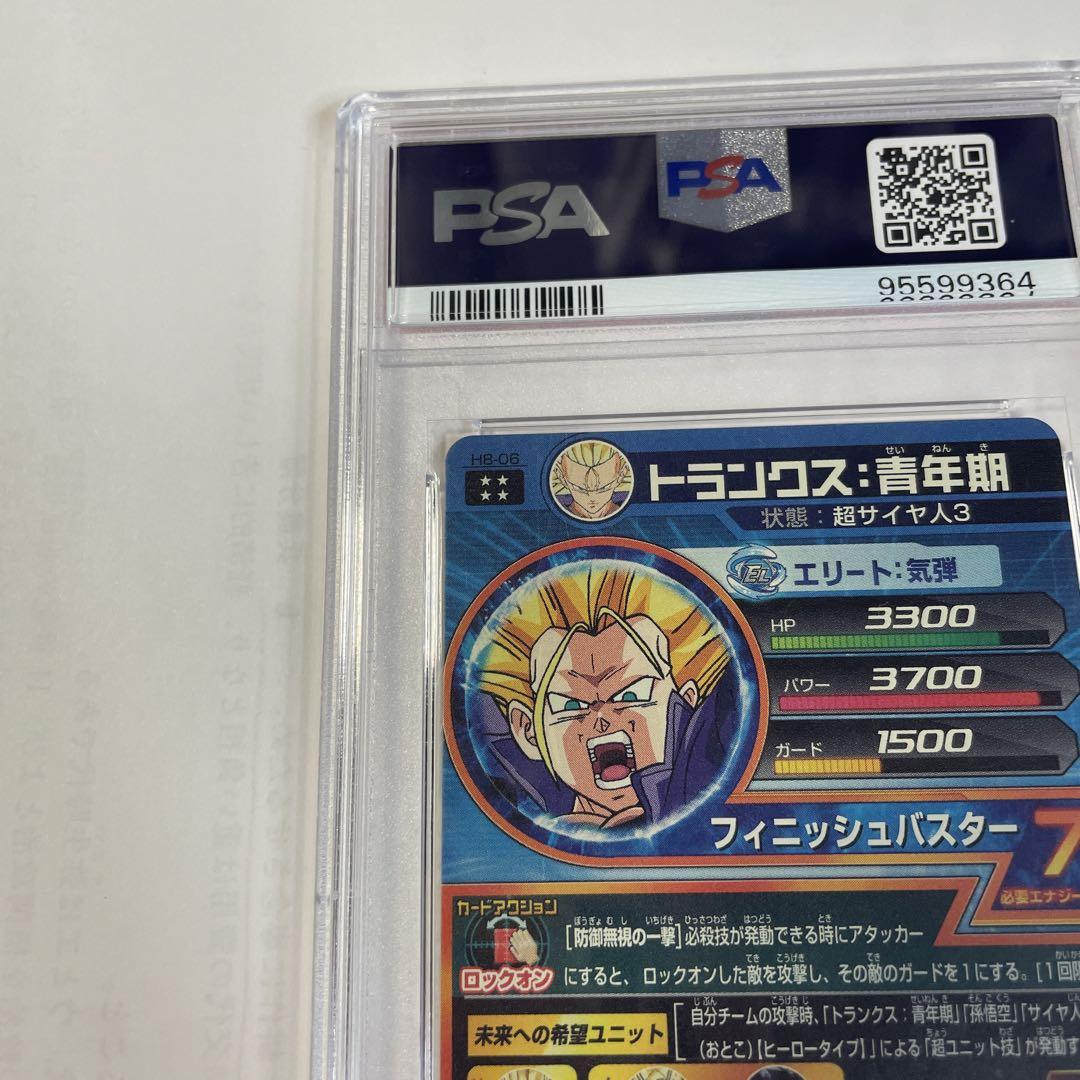 PSA
PSA
95599364
H8-06
トランクス:青年期
せいねんき
状態:超サイヤ人3
EL
エリート:気弾
HP 3300
パワー 3700
ガード 1500
フィニッシュバスター 7
必要エナジー
カードアクション
ロックオン
[防御無視の一撃]必殺技が発動できる時にアタッカー
にすると、ロックオンした敵を攻撃し、その敵のガードを1にする。[1回
未来への希望ユニット
自分チームの攻撃時、「トランクス:青年期」「孫悟空」「サイヤ人
(おとこ)【ヒーロータイプ】」による「超ユニット技」が発動す